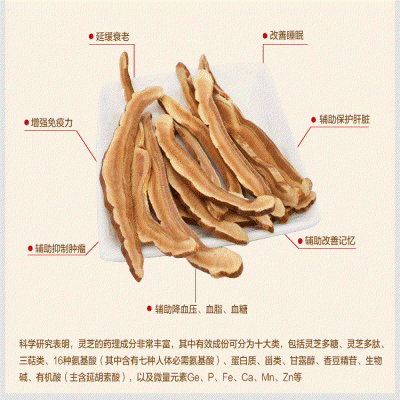 延缓衰老
改善睡眠
增强免疫力
辅助保护肝脏
辅助抑制肿瘤
辅助改善记忆
辅助降血压、血脂、血糖
科学研究表明，灵芝的药理成分非常丰富，其中有效成份可分为十大类，包括灵芝多糖、灵芝多肽、
三萜类、16种氨基酸（其中含有七种人体必需氨基酸）、蛋白质、甾类、甘露醇、香豆精苷、生物
碱、有机酸（主含延胡索酸），以及微量元素Ge、P、Fe、Ca、Mn、Zn等